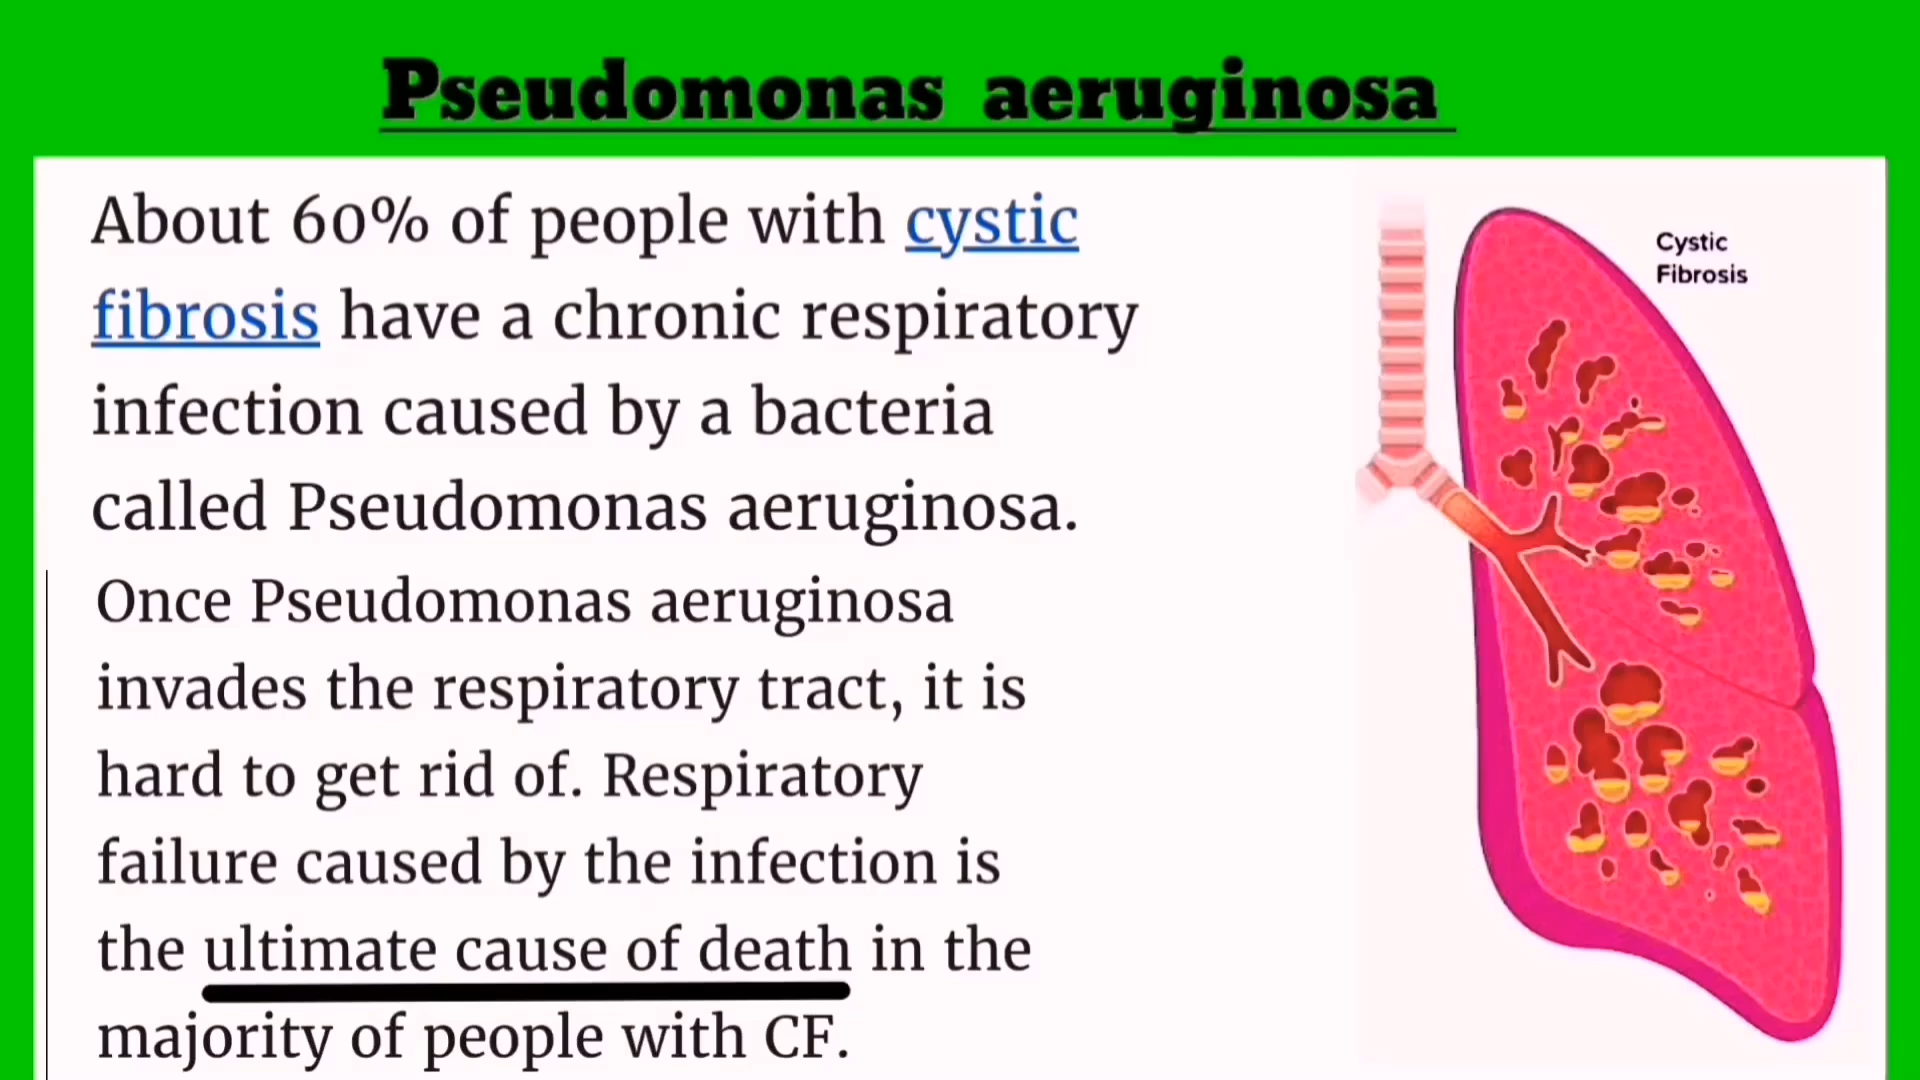 Pseudomonas aeruginosa
About 60% of people with cystic
fibrosis have a chronic respiratory
infection caused by a bacteria
called Pseudomonas aeruginosa.
Once Pseudomonas aeruginosa
invades the respiratory tract, it is
hard to get rid of. Respiratory
failure caused by the infection is
the ultimate cause of death in the
majority of people with CF.
Cystic
Fibrosis